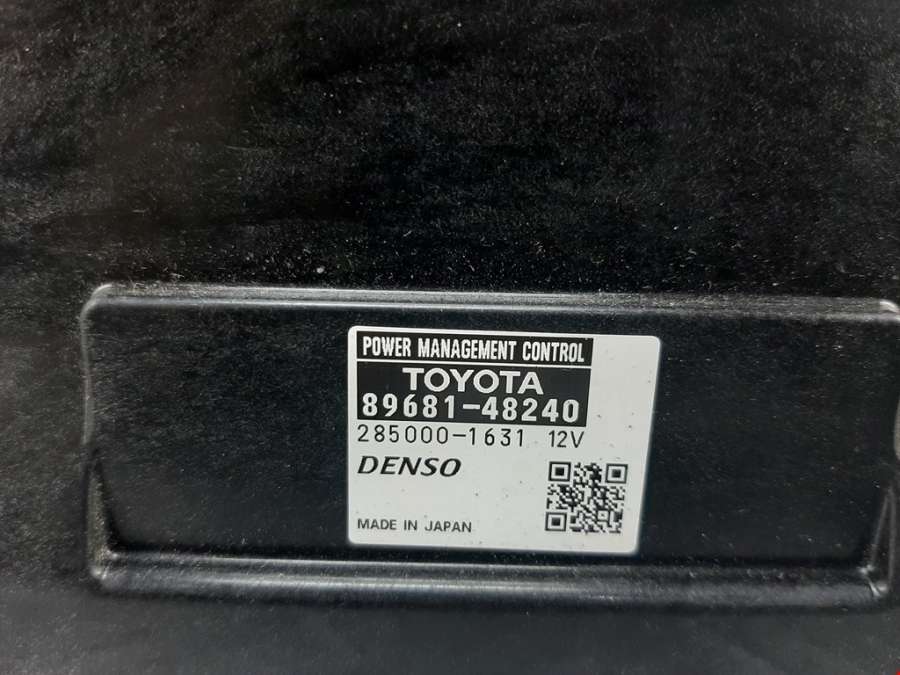 POWER MANAGEMENT CONTROL
TOYOTA
89681-48240
285000-1631 12V
DENSO
MADE IN JAPAN